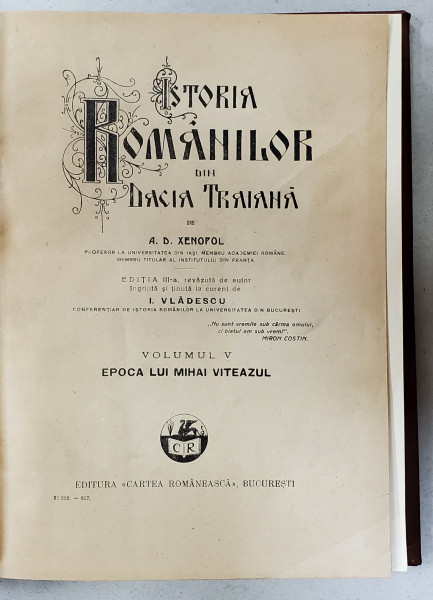 ISTORIA
ROMÂNILOR
DIN
DACIA TRAIANĂ
DE
A. D. XENOPOL
PROFESOR LA UNIVERSITATEA DIN IAȘI, MEMBRU ACADEMIEI ROMÂNE,
MEMBRU TITULAR AL INSTITUTULUI DIN FRANȚA.
EDIȚIA III-a, revăzută de autor
îngrijită și ținută la curent de
I. VLĂDESCU
CONFERENȚIAR DE ISTORIA ROMÂNILOR LA UNIVERSITATEA DIN BUCUREȘTI
„Nu sunt vremile sub cârma omului,
ci bietul om sub vremi".
MIRON COSTIN.
VOLUMUL V
EPOCA LUI MIHAI VITEAZUL
C R
EDITURA «CARTEA ROMÂNEASCĂ», BUCUREȘTI